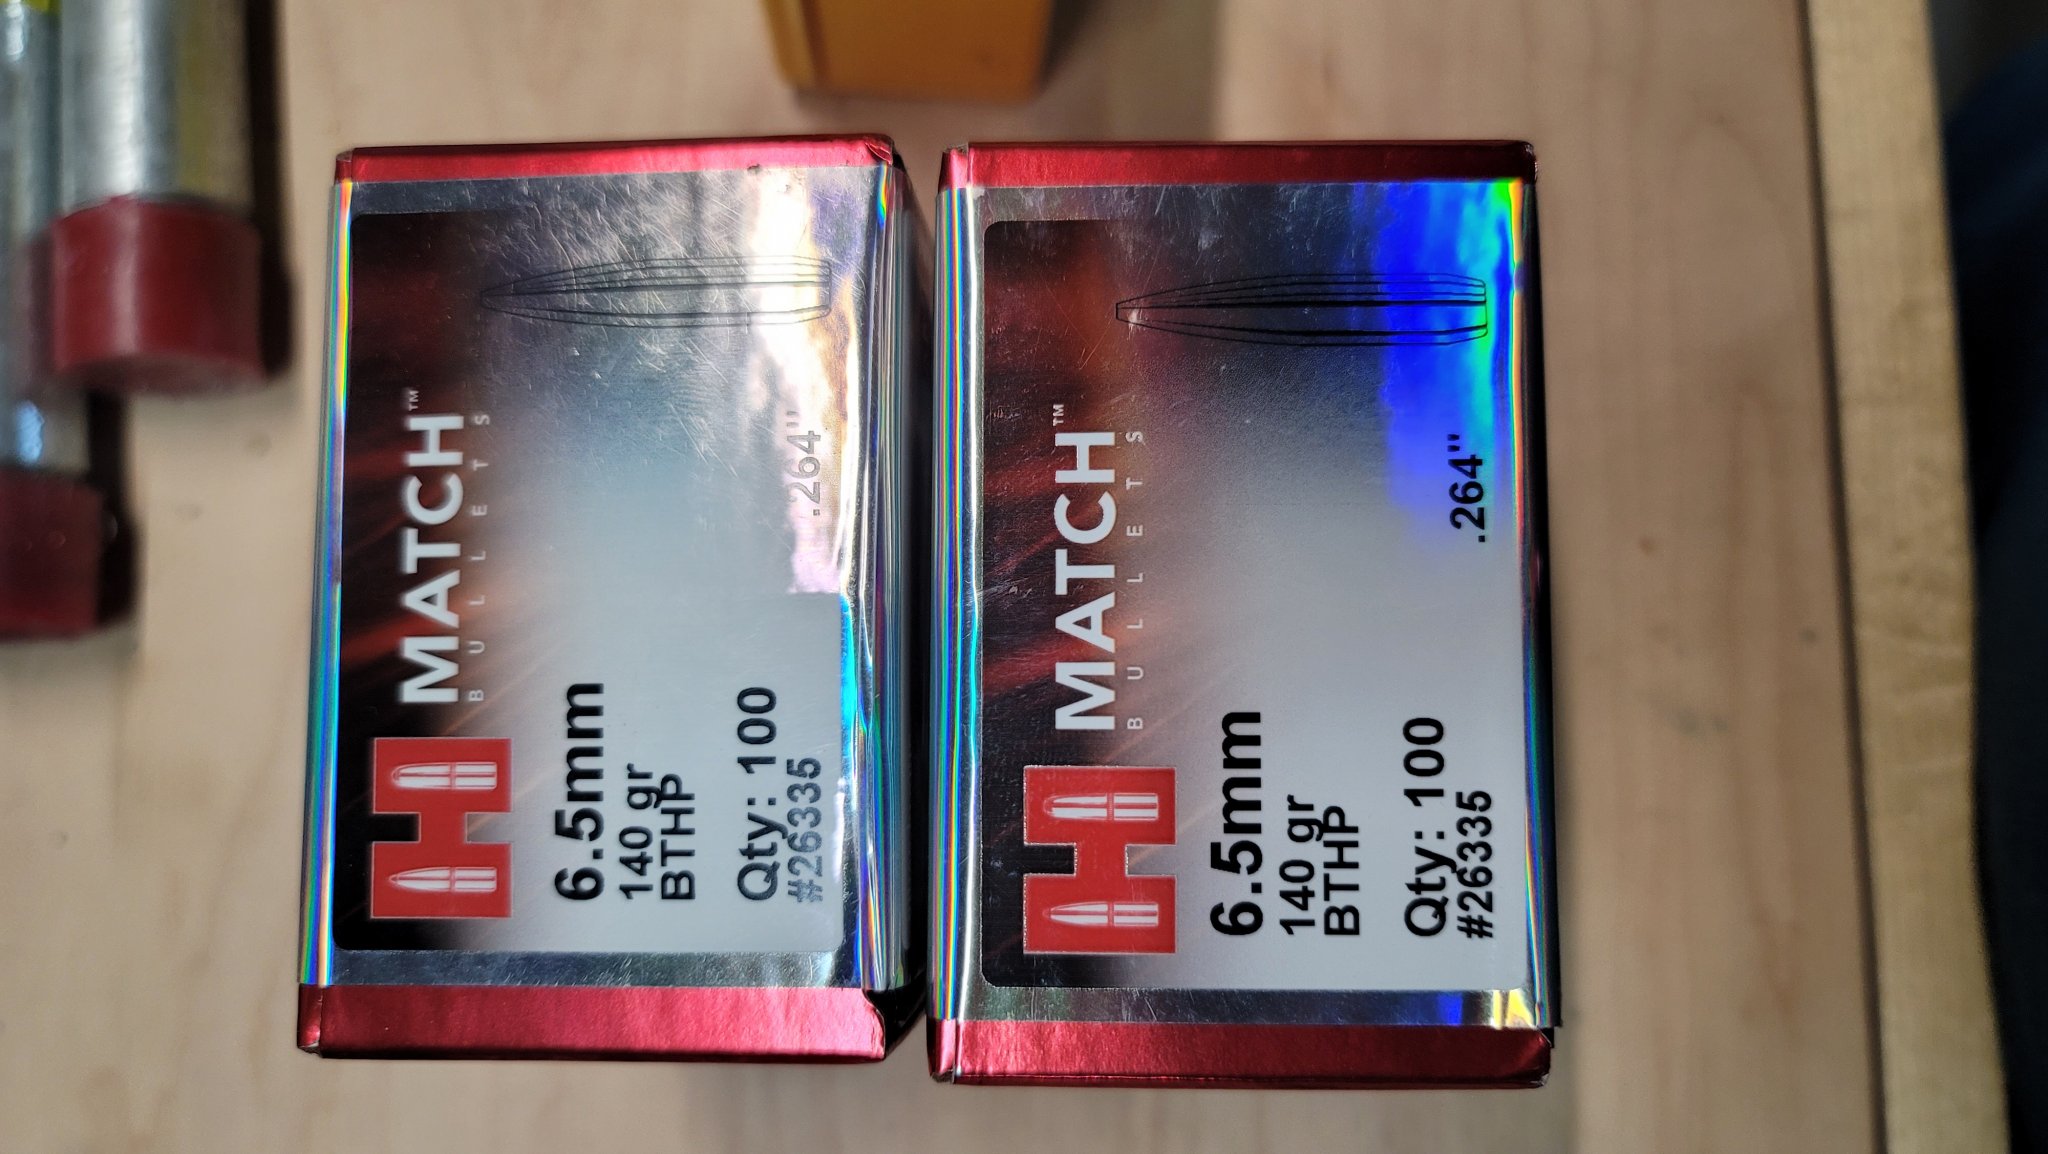 MATCH™
BULLETS
6.5mm
140 gr
BTHP
Qty: 100
#26335
.264"
MATCH™
BULLETS
6.5mm
140 gr
BTHP
Qty: 100
#26335
.264"